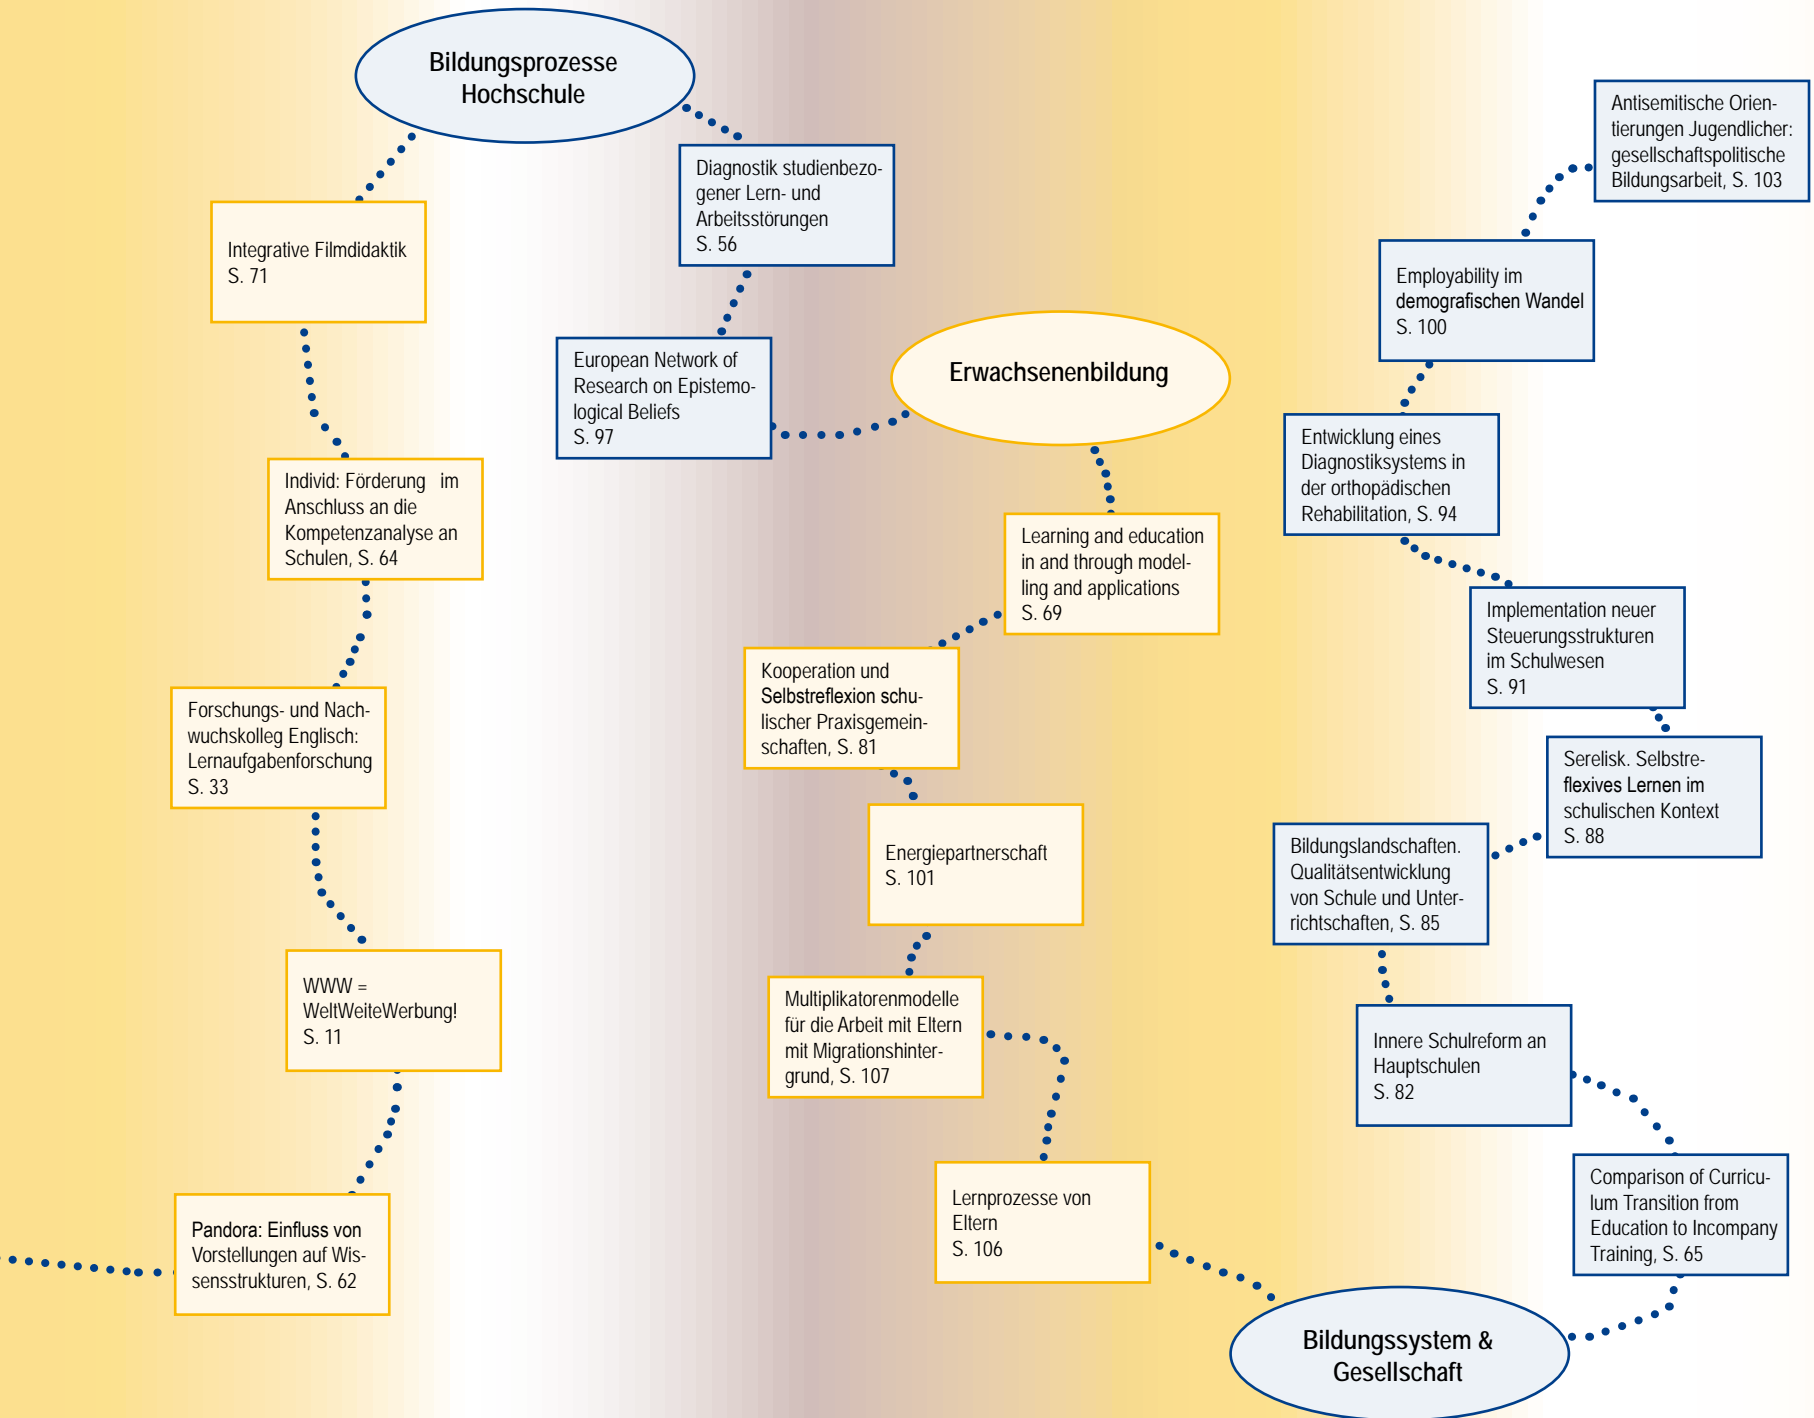 Bildungsprozesse
Hochschule
Integrative Filmdidaktik
S. 71
Individ: Förderung im
Anschluss an die
Kompetenzanalyse an
Schulen, S. 64
Forschungs- und Nach-
wuchskolleg Englisch:
Lernaufgabenforschung
S. 33
WWW =
WeltWeiteWerbung!
S. 11
Pandora: Einfluss von
Vorstellungen auf Wis-
sensstrukturen, S. 62
Diagnostik studienbezo-
gener Lern- und
Arbeitsstörungen
S. 56
European Network of
Research on Epistemo-
logical Beliefs
S. 97
Erwachsenenbildung
Learning and education
in and through model-
ling and applications
S. 69
Kooperation und
Selbstreflexion schu-
lischer Praxisgemein-
schaften, S. 81
Energiepartnerschaft
S. 101
Multiplikatorenmodelle
für die Arbeit mit Eltern
mit Migrationshinter-
grund, S. 107
Lernprozesse von
Eltern
S. 106
Bildungssystem &
Gesellschaft
Antisemitische Orien-
tierungen Jugendlicher:
gesellschaftspolitische
Bildungsarbeit, S. 103
Employability im
demografischen Wandel
S. 100
Entwicklung eines
Diagnostiksystems in
der orthopädischen
Rehabilitation, S. 94
Implementation neuer
Steuerungsstrukturen
im Schulwesen
S. 91
Serelisk. Selbstre-
flexives Lernen im
schulischen Kontext
S. 88
Bildungslandschaften.
Qualitätsentwicklung
von Schule und Unter-
richtschaften, S. 85
Innere Schulreform an
Hauptschulen
S. 82
Comparison of Curricu-
lum Transition from
Education to Incompany
Training, S. 65